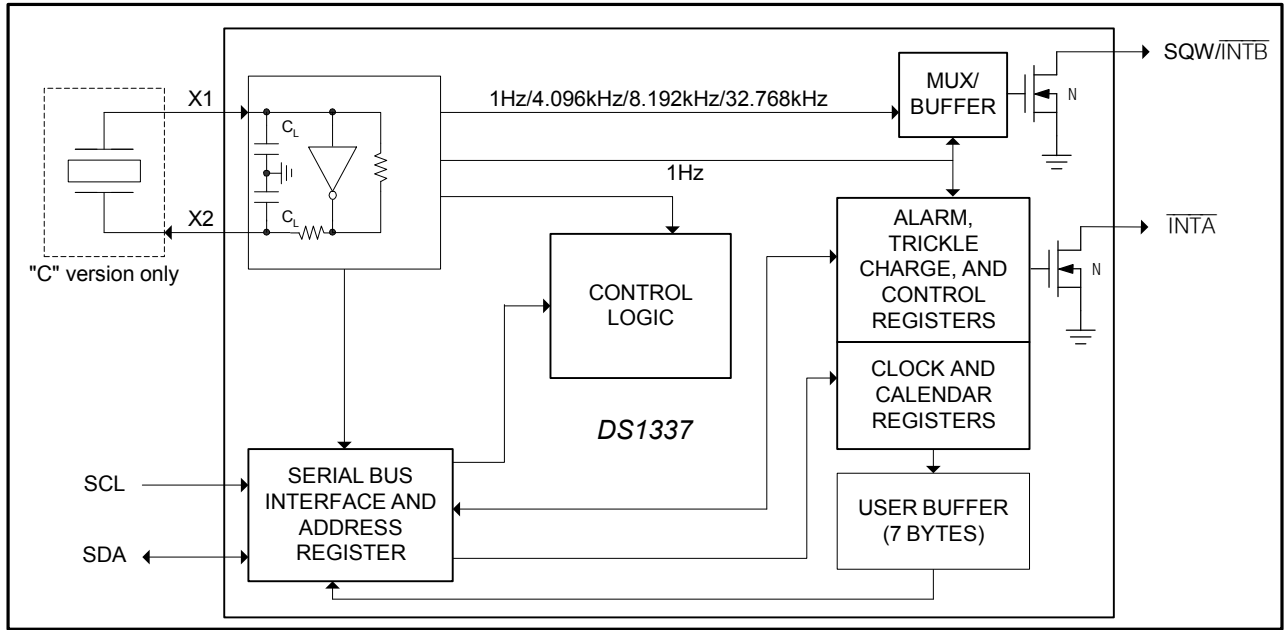 SQW/INTB
MUX/
BUFFER
N
1Hz/4.096kHz/8.192kHz/32.768kHz
X1
CL
1Hz
X2
CL
"C" version only
ALARM,
TRICKLE
CHARGE, AND
CONTROL
REGISTERS
INTA
N
CONTROL
LOGIC
CLOCK AND
CALENDAR
REGISTERS
DS1337
SCL
SDA
SERIAL BUS
INTERFACE AND
ADDRESS
REGISTER
USER BUFFER
(7 BYTES)